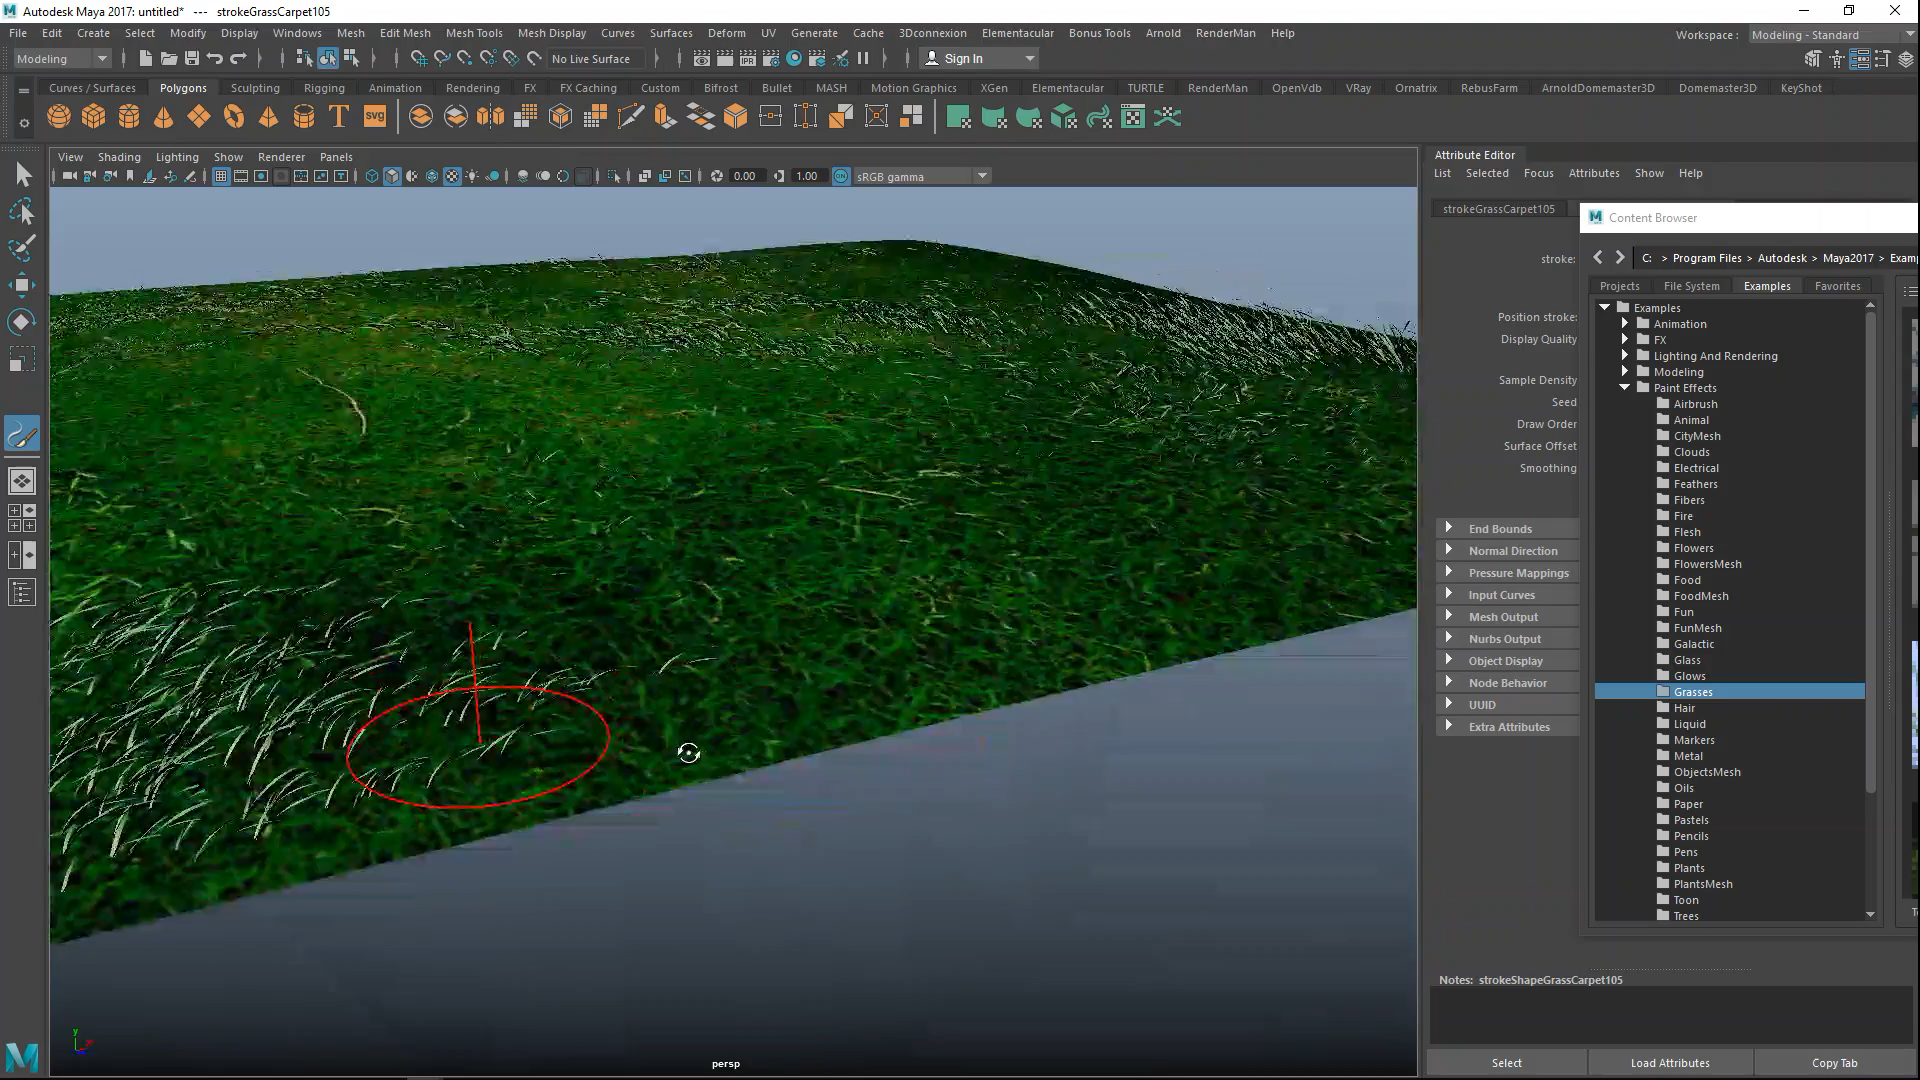 Autodesk Maya 2017: untitled* --- strokeGrassCarpet105
File Edit Create Select Modify Display Windows Mesh Edit Mesh Mesh Tools Mesh Display Curves Surfaces Deform UV Generate Cache 3Dconnexion Elementacular Bonus Tools Arnold RenderMan Help
Workspace : Modeling - Standard
Modeling No Live Surface IPR Sign In
Curves / Surfaces Polygons Sculpting Rigging Animation Rendering FX FX Caching Custom Bifrost Bullet MASH Motion Graphics XGen Elementacular TURTLE RenderMan OpenVdb VRay Ornatrix RebusFarm ArnoldDomemaster3D Domemaster3D KeyShot
T svg
View Shading Lighting Show Renderer Panels
0.00 1.00 ON sRGB gamma
persp
y
Attribute Editor
List Selected Focus Attributes Show Help
strokeGrassCarpet105
stroke:
Position stroke:
Display Quality
Sample Density
Seed
Draw Order
Surface Offset
Smoothing
End Bounds
Normal Direction
Pressure Mappings
Input Curves
Mesh Output
Nurbs Output
Object Display
Node Behavior
UUID
Extra Attributes
Content Browser
C: > Program Files > Autodesk > Maya2017 > Examp
Projects File System Examples Favorites
Examples
Animation
FX
Lighting And Rendering
Modeling
Paint Effects
Airbrush
Animal
CityMesh
Clouds
Electrical
Feathers
Fibers
Fire
Flesh
Flowers
FlowersMesh
Food
FoodMesh
Fun
FunMesh
Galactic
Glass
Glows
Grasses
Hair
Liquid
Markers
Metal
ObjectsMesh
Oils
Paper
Pastels
Pencils
Pens
Plants
PlantsMesh
Toon
Trees
Notes: strokeShapeGrassCarpet105
Select Load Attributes Copy Tab